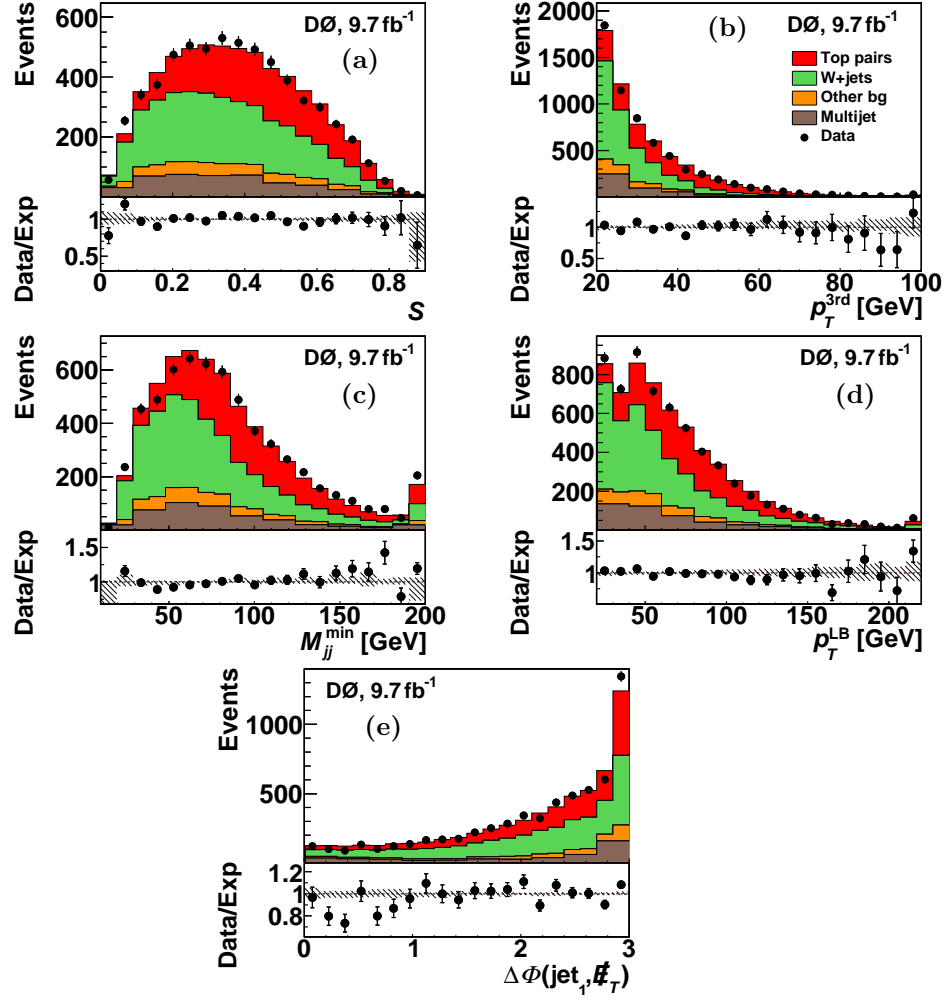 DØ, 9.7 fb⁻¹
(a)
Events
600
400
200
Data/Exp
1
0.5
0 0.2 0.4 0.6 0.8
S
DØ, 9.7 fb⁻¹
(b)
Top pairs
W+jets
Other bg
Multijet
Data
Events
2000
1500
1000
500
Data/Exp
1
0.5
20 40 60 80 100
p_T^3rd [GeV]
DØ, 9.7 fb⁻¹
(c)
Events
600
400
200
Data/Exp
1.5
1
50 100 150 200
M_jj^min [GeV]
DØ, 9.7 fb⁻¹
(d)
Events
800
600
400
200
Data/Exp
1.5
1
50 100 150 200
p_T^LB [GeV]
DØ, 9.7 fb⁻¹
(e)
Events
1000
500
Data/Exp
1.2
1
0.8
0 1 2 3
ΔΦ(jet₁,E̸_T)